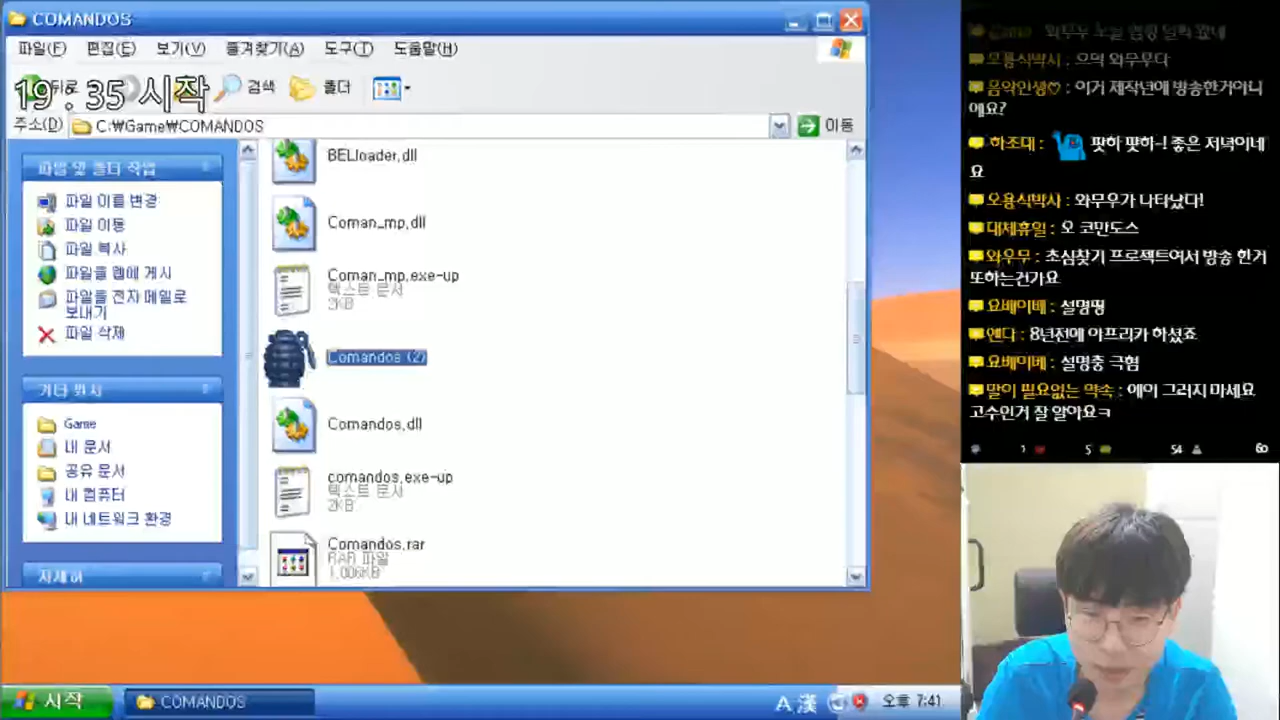 COMANDOS
파일(F) 편집(E) 보기(V) 즐겨찾기(A) 도구(T) 도움말(H)
19 : 35 시작
검색 폴더
주소(D) C:\Game\COMANDOS 이동
파일 및 폴더 작업
파일 이름 바꾸기
파일 이동
파일 복사
파일을 웹에 게시
파일을 전자 메일로
보내기
파일 삭제
기타 위치
Game
내 문서
공유 문서
내 컴퓨터
내 네트워크 환경
자세히
BELloader.dll
Coman_mp.dll
Coman_mp.exe-up
텍스트 문서
2KB
Comandos (2)
Comandos.dll
comandos.exe-up
텍스트 문서
2KB
Comandos.rar
RAR 파일
1,006KB
시작 COMANDOS
A 漢 오후 7:41
오용식박사 : 으덕 와무무다
음악인생♡ : 이거 제작년에 방송한거아니
에요?
하조대 : 팟하 팟하~! 좋은 저녁이네
요
오용식박사 : 와무우가 나타났다!
대체휴일 : 오 코만도스
와우무 : 초심찾기 프로젝트여서 방송 한거
또하는건가요
요배이베 : 설명띵
앤다 : 8년전에 아프리카 하셨죠
요배이베 : 설명충 극혐
말이 필요없는 약속 : 에이 그러지 마세요
고수인거 잘 알아요ㅋ
1 5 54 60